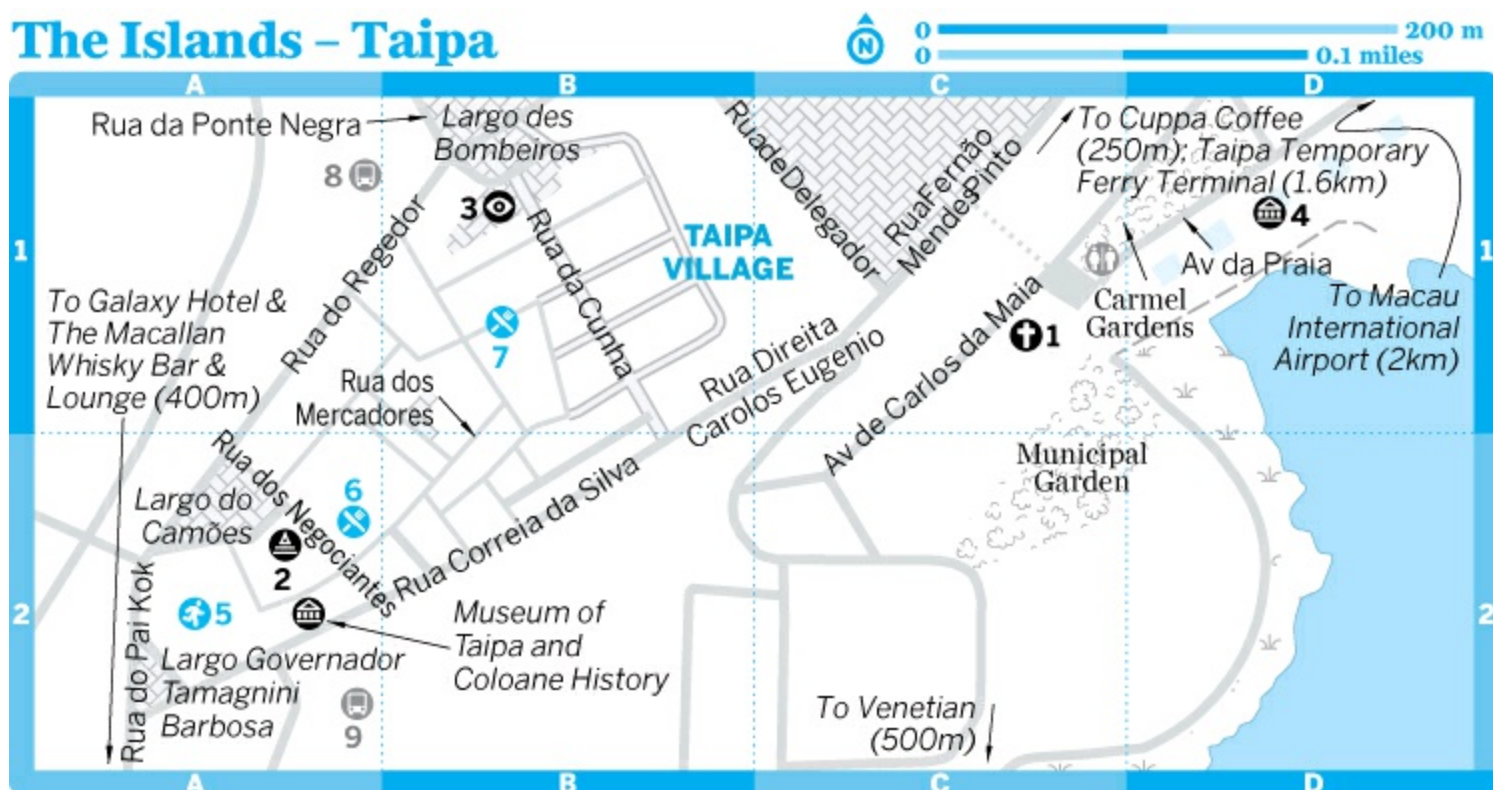 The Islands – Taipa
N
0 200 m
0 0.1 miles
A B C D
Rua da Ponte Negra
Largo des
Bombeiros
8
3
Rua do Regedor
Rua da Cunha
TAIPA
VILLAGE
RuadeDelegador
RuaFernão
MendesPinto
To Cuppa Coffee
(250m); Taipa Temporary
Ferry Terminal (1.6km)
4
1
1
Av da Praia
Carmel
Gardens
To Macau
International
Airport (2km)
To Galaxy Hotel &
The Macallan
Whisky Bar &
Lounge (400m)
7
Rua dos
Mercadores
Rua Direita
Carolos Eugenio
Av de Carlos da Maia
1
Rua dos Negociantes
6
Largo do
Camões
2
Rua Correia da Silva
Municipal
Garden
2
2
5
Rua do Pai Kok
Largo Governador
Tamagnini
Barbosa
Museum of
Taipa and
Coloane History
9
To Venetian
(500m)
A B C D